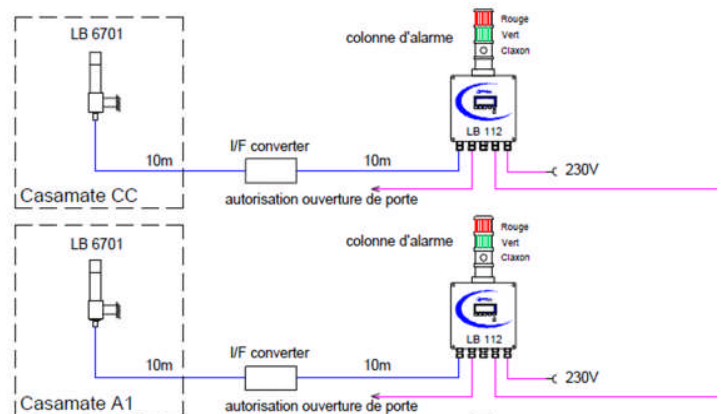 LB 6701
colonne d'alarme
Rouge
Vert
Claxon
LB 112
I/F converter
10m
10m
230V
autorisation ouverture de porte
Casamate CC
LB 6701
colonne d'alarme
Rouge
Vert
Claxon
LB 112
I/F converter
10m
10m
230V
autorisation ouverture de porte
Casamate A1